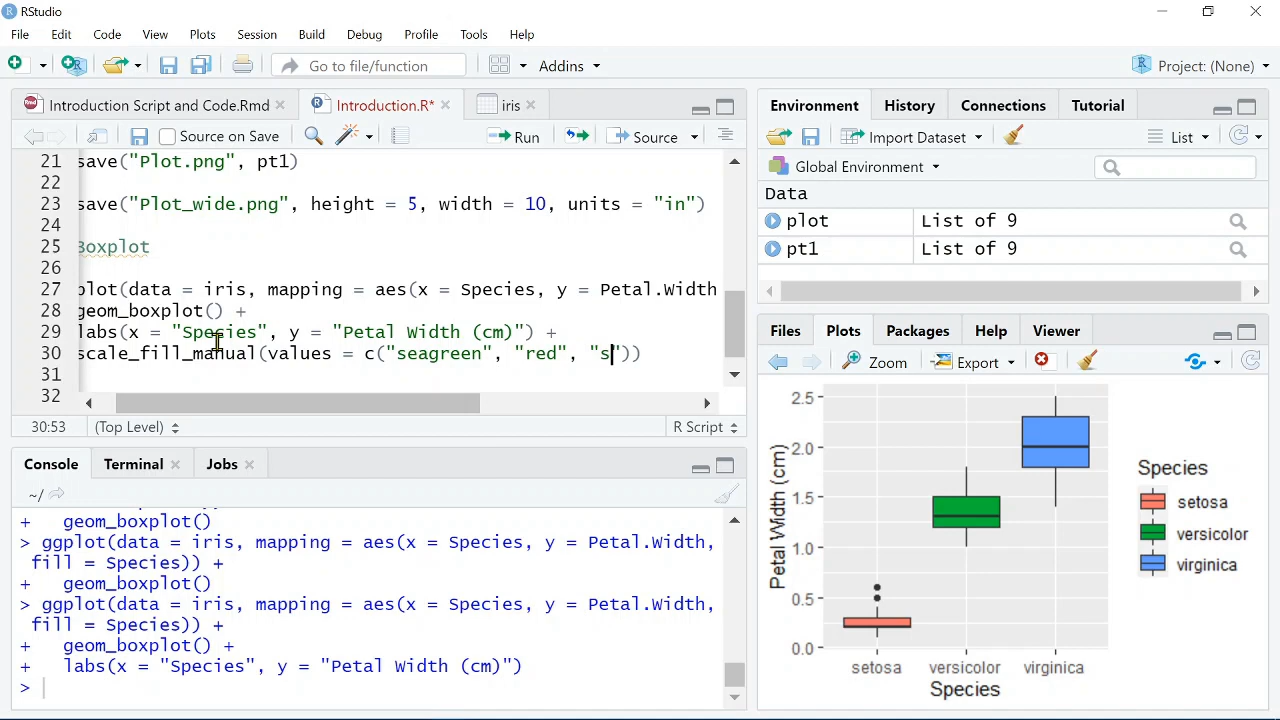 RStudio
File Edit Code View Plots Session Build Debug Profile Tools Help
Go to file/function Addins Project: (None)
Introduction Script and Code.Rmd Introduction.R* iris
Source on Save Run Source
21 save("Plot.png", pt1)
22
23 save("Plot_wide.png", height = 5, width = 10, units = "in")
24
25 Boxplot
26
27 plot(data = iris, mapping = aes(x = Species, y = Petal.Width
28 geom_boxplot() +
29 labs(x = "Species", y = "Petal Width (cm)") +
30 scale_fill_manual(values = c("seagreen", "red", "s"))
31
32
30:53 (Top Level) R Script
Console Terminal Jobs
~/
+ geom_boxplot()
> ggplot(data = iris, mapping = aes(x = Species, y = Petal.Width,
fill = Species)) +
+ geom_boxplot()
> ggplot(data = iris, mapping = aes(x = Species, y = Petal.Width,
fill = Species)) +
+ geom_boxplot() +
+ labs(x = "Species", y = "Petal Width (cm)")
>
Environment History Connections Tutorial
Import Dataset List
Global Environment
Data
plot List of 9
pt1 List of 9
Files Plots Packages Help Viewer
Zoom Export
2.5
2.0
1.5
1.0
0.5
0.0
Petal Width (cm)
setosa versicolor virginica
Species
Species
setosa
versicolor
virginica